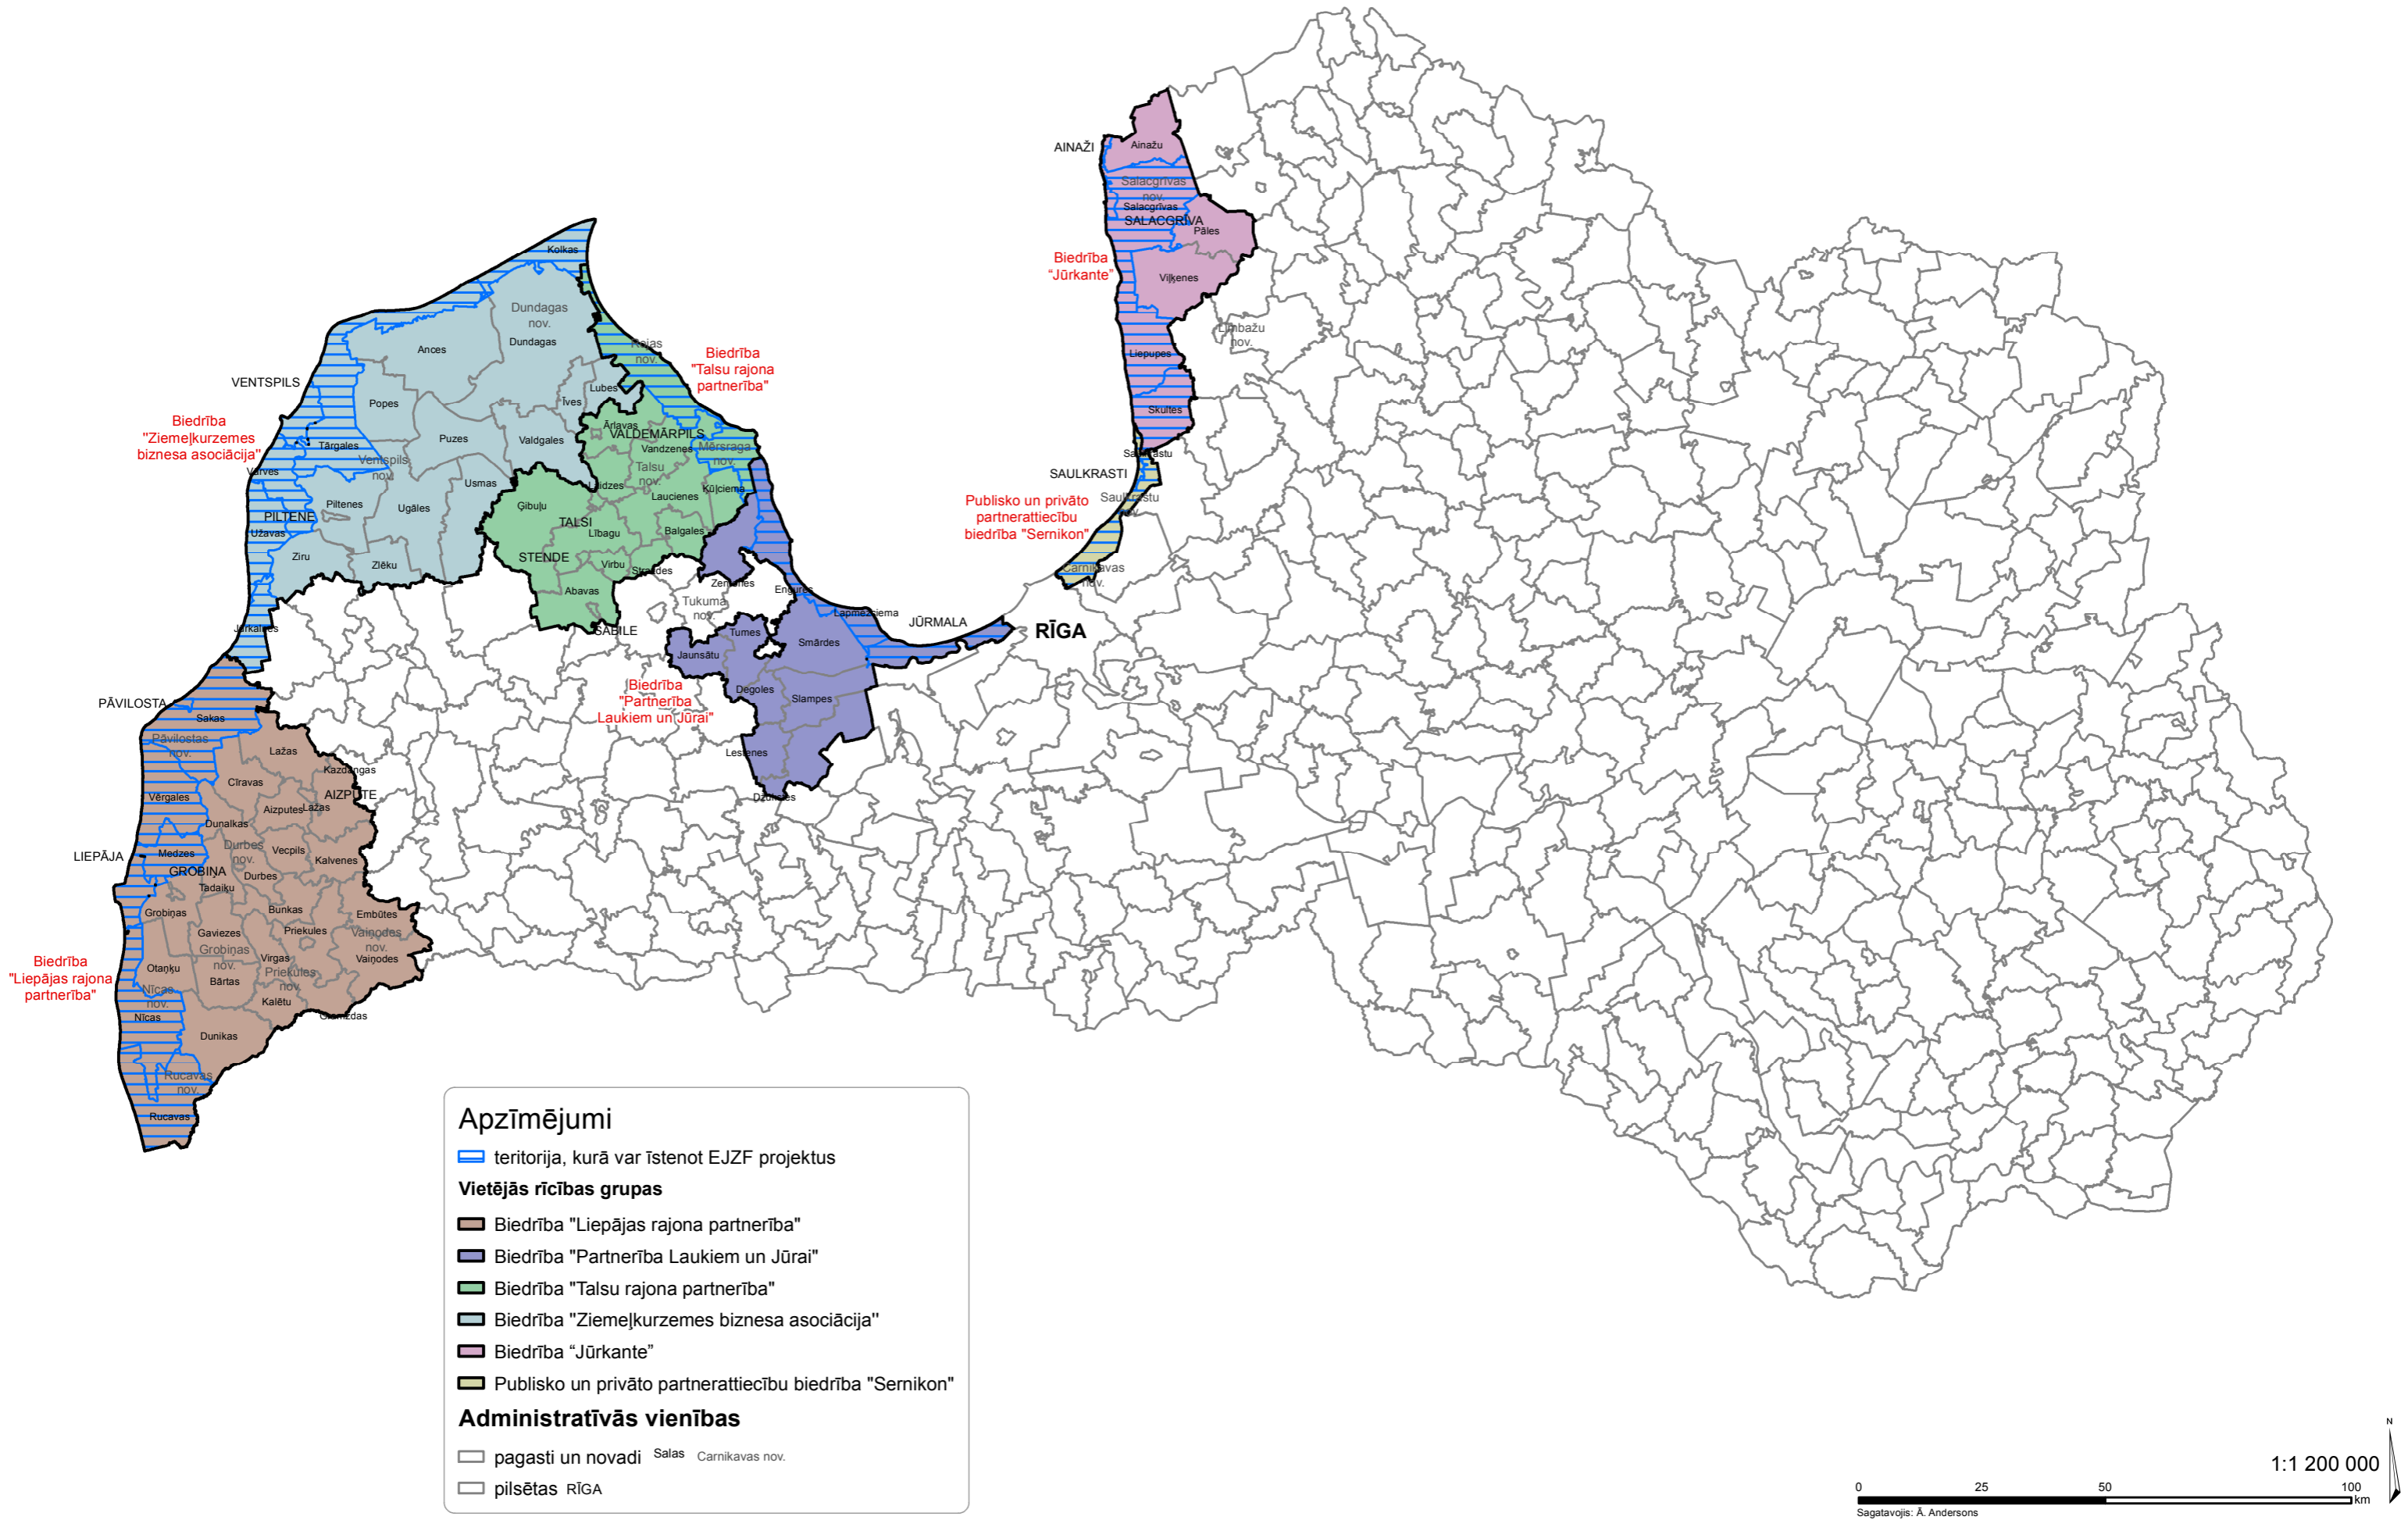 AINAŽI
Ainažu
Salacgrīvas
nov.
Salacgrīvas
SALACGRĪVA
Pāles
Biedrība
“Jūrkante”
Viļķenes
Limbažu
nov.
Liepupes
Skultes
Saulkrastu
SAULKRASTI
Saulkrastu
nov.
Publisko un privāto
partnerattiecību
biedrība "Sernikon"
Carnikavas
nov.
Kolkas
Dundagas
nov.
Dundagas
Ances
Rojas
nov.
Biedrība
"Talsu rajona
partnerība"
VENTSPILS
Lubes
Īves
Popes
Biedrība
"Ziemeļkurzemes
biznesa asociācija"
Puzes
Valdgales
Ārlavas
VALDEMĀRPILS
Vandzenes
Mērsraga
nov.
Tārgales
Ventspils
nov.
Vārves
Talsu
nov.
Usmas
Laidzes
Laucienes
Ķūļciema
Piltenes
PILTENE
Ugāles
Ģibuļu
TALSI
Lībagu
Balgales
Užavas
Ziru
Zlēku
STENDE
Virbu
Strazdes
Abavas
Zentenes
Engures
Tukuma
nov.
Lapmežciema
JŪRMALA
RĪGA
Jūrkalnes
SABILE
Tumes
Smārdes
Jaunsātu
Biedrība
"Partnerība
Laukiem un Jūrai"
Degoles
Slampes
Lestenes
Džūkstes
PĀVILOSTA
Sakas
Pāvilostas
nov.
Lažas
Kazdangas
Cīravas
AIZPUTE
Vērgales
Aizputes
Lažas
Dunalkas
LIEPĀJA
Medzes
Durbes
nov.
Vecpils
Kalvenes
GROBIŅA
Tadaiķu
Durbes
Grobiņas
Bunkas
Embūtes
Gaviezes
Priekules
Vaiņodes
nov.
Grobiņas
nov.
Virgas
Vaiņodes
Biedrība
"Liepājas rajona
partnerība"
Otaņķu
Bārtas
Priekules
nov.
Nīcas
nov.
Kalētu
Nīcas
Gramzdas
Dunikas
Rucavas
nov.
Rucavas
Apzīmējumi
teritorija, kurā var īstenot EJZF projektus
Vietējās rīcības grupas
Biedrība "Liepājas rajona partnerība"
Biedrība "Partnerība Laukiem un Jūrai"
Biedrība "Talsu rajona partnerība"
Biedrība "Ziemeļkurzemes biznesa asociācija"
Biedrība “Jūrkante”
Publisko un privāto partnerattiecību biedrība "Sernikon"
Administratīvās vienības
pagasti un novadi Salas Carnikavas nov.
pilsētas RĪGA
N
1:1 200 000
0 25 50 100
km
Sagatavojis: Ā. Andersons